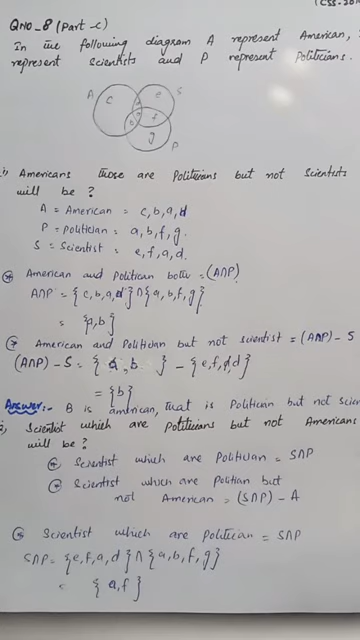 (CSS-20
QNO_8 (Part-c)
In the following diagram A represent American,
represent Scientists and P represent Politicians.
A c e S
d a b f
g P
i) Americans those are Politicians but not Scientists
will be?
A = American = c, b, a, d
P = Politician = a, b, f, g.
S = Scientist = e, f, a, d.
American and Politican both = (A∩P)
A∩P = {c, b, a, d} ∩ {a, b, f, g}
= {a, b}
American and Politician but not scientist = (A∩P) - S
(A∩P) - S = {a, b } - {e, f, a, d}
= {b}
Answer:- B is american, that is Politician but not Scien
Scientist which are Politicians but not Americans
will be?
Scientist which are Politician = S∩P
Scientist which are Politian but
not American = (S∩P) - A
Scientist which are Politician = S∩P
S∩P = {e, f, a, d} ∩ {a, b, f, g}
= {a, f}